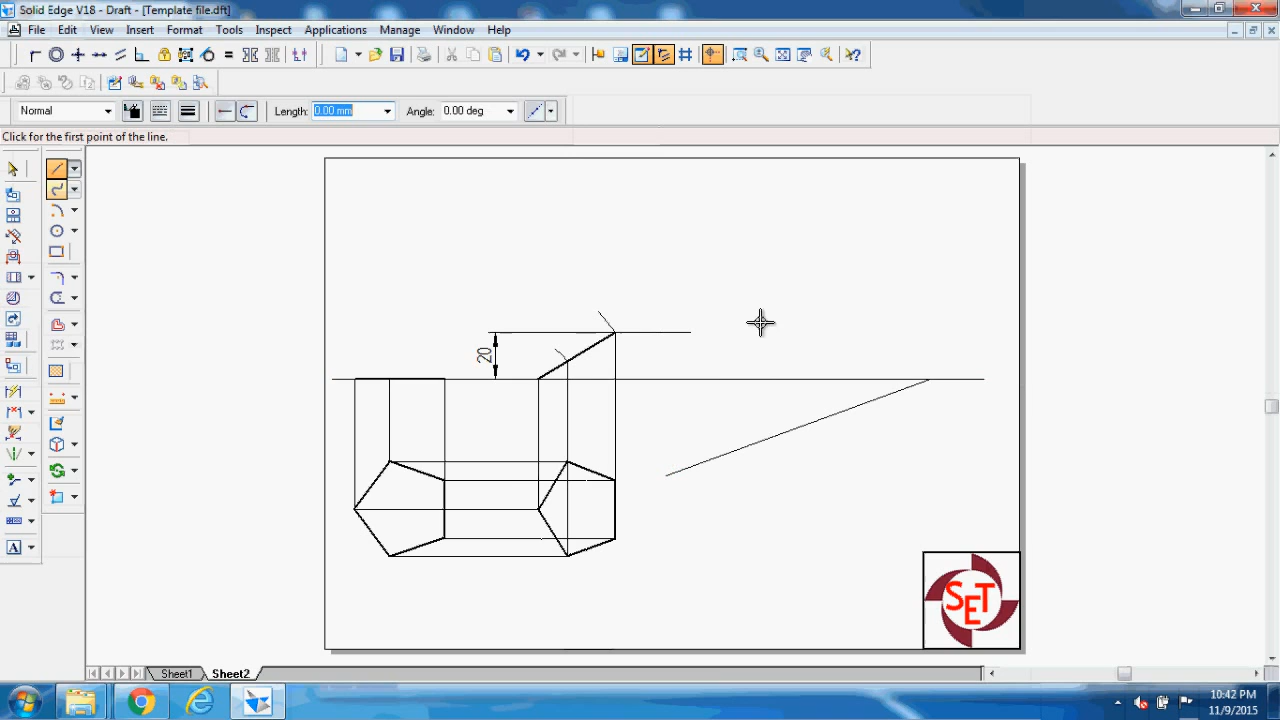 Solid Edge V18 - Draft - [Template file.dft]
File Edit View Insert Format Tools Inspect Applications Manage Window Help
Normal Length: 0.00 mm Angle: 0.00 deg
Click for the first point of the line.
20
SET
Sheet1 Sheet2
10:42 PM
11/9/2015